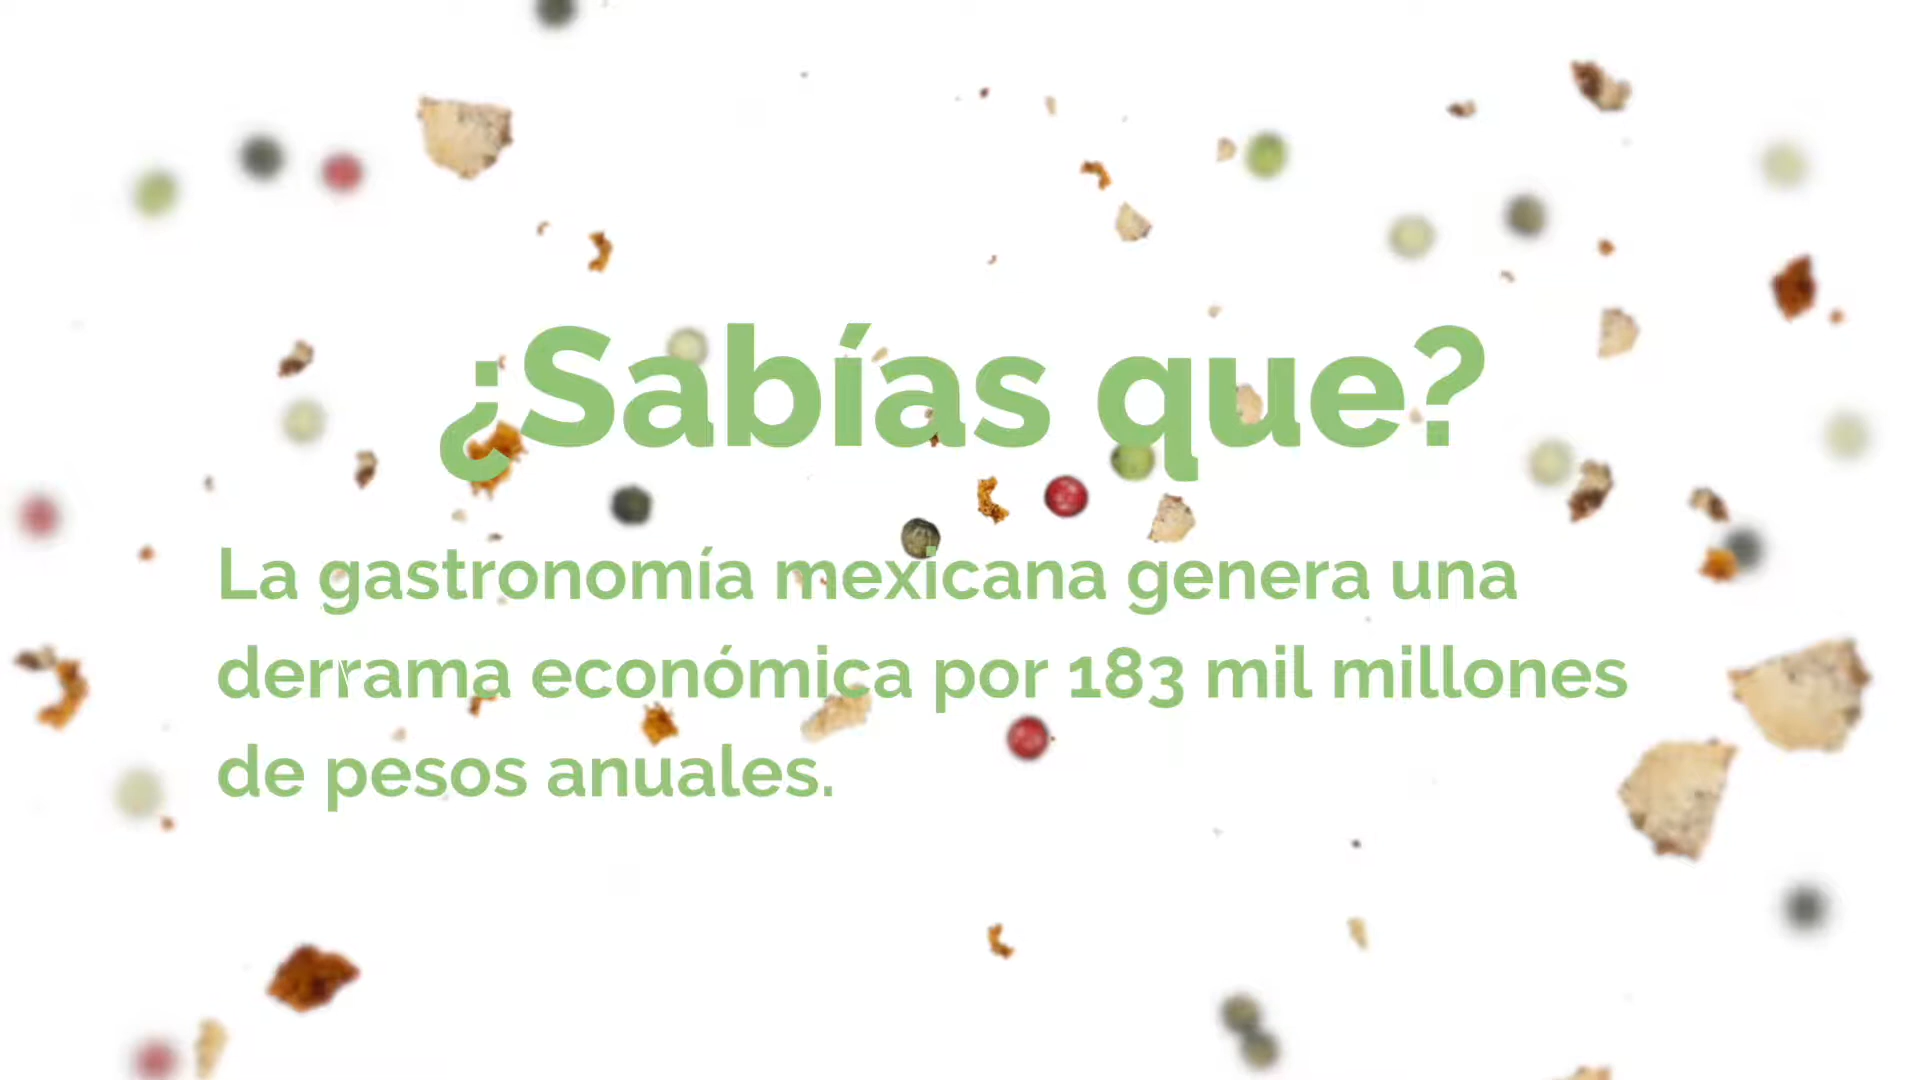 ¿Sabías que?
La gastronomía mexicana genera una
derrama económica por 183 mil millones
de pesos anuales.